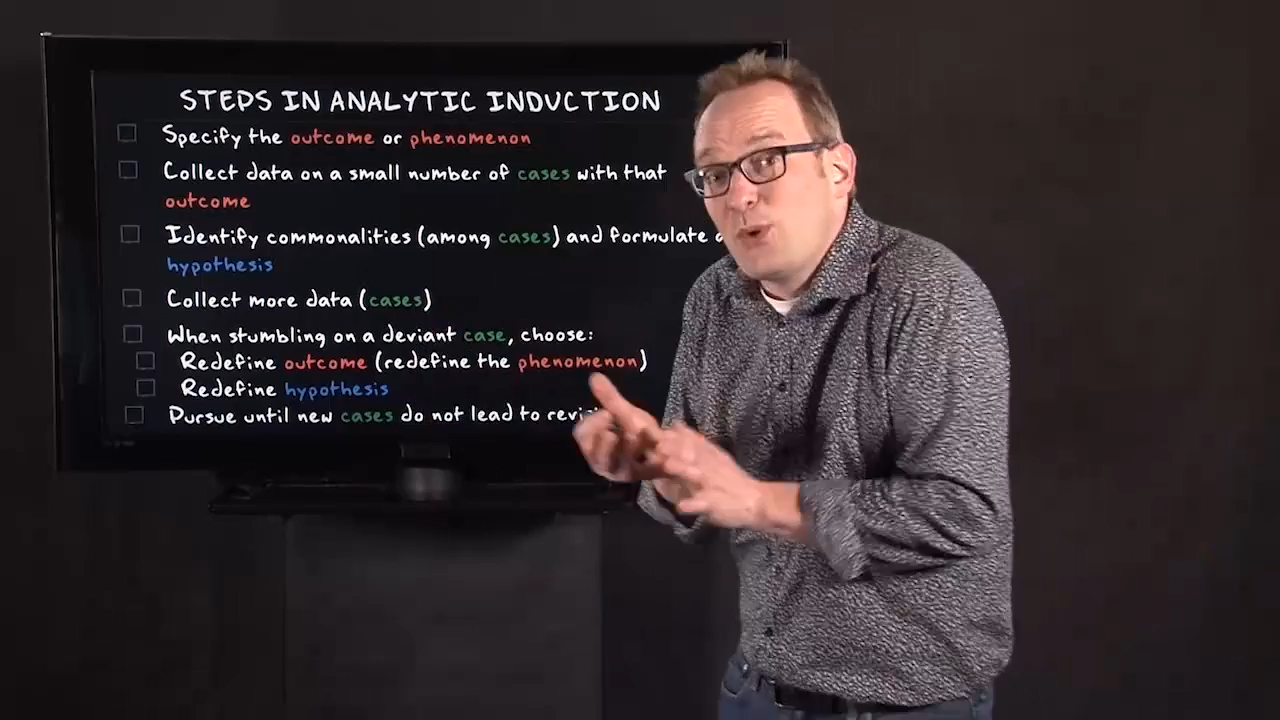 STEPS IN ANALYTIC INDUCTION
Specify the outcome or phenomenon
Collect data on a small number of cases with that
outcome
Identify commonalities (among cases) and formulate
hypothesis
Collect more data (cases)
When stumbling on a deviant case, choose:
Redefine outcome (redefine the phenomenon)
Redefine hypothesis
Pursue until new cases do not lead to